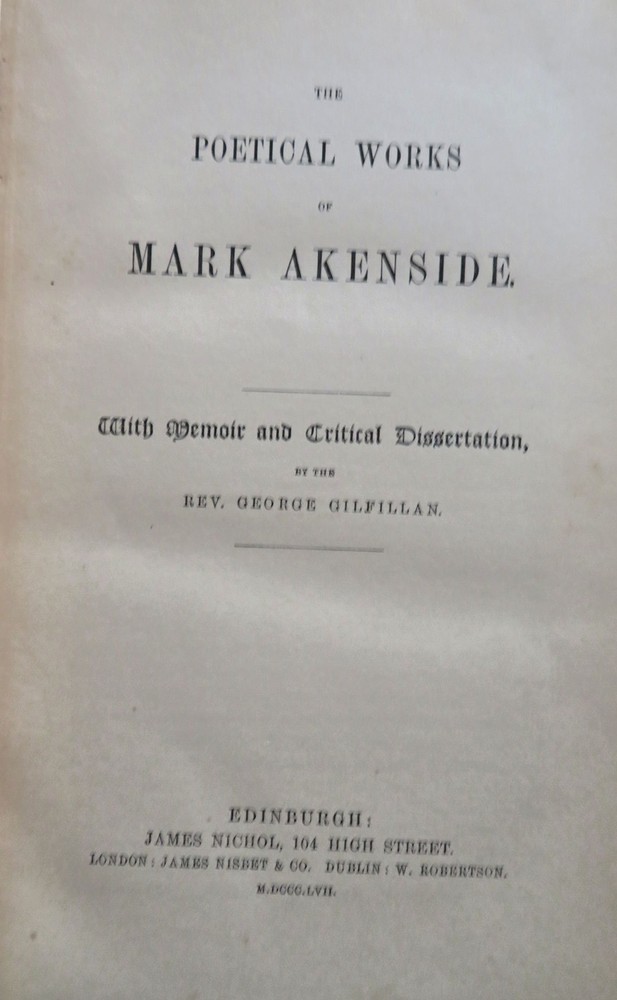 THE
POETICAL WORKS
OF
MARK AKENSIDE.
With Memoir and Critical Dissertation,
BY THE
REV. GEORGE GILFILLAN.
EDINBURGH:
JAMES NICHOL, 104 HIGH STREET.
LONDON: JAMES NISBET & CO. DUBLIN: W. ROBERTSON.
M.DCCC.LVII.